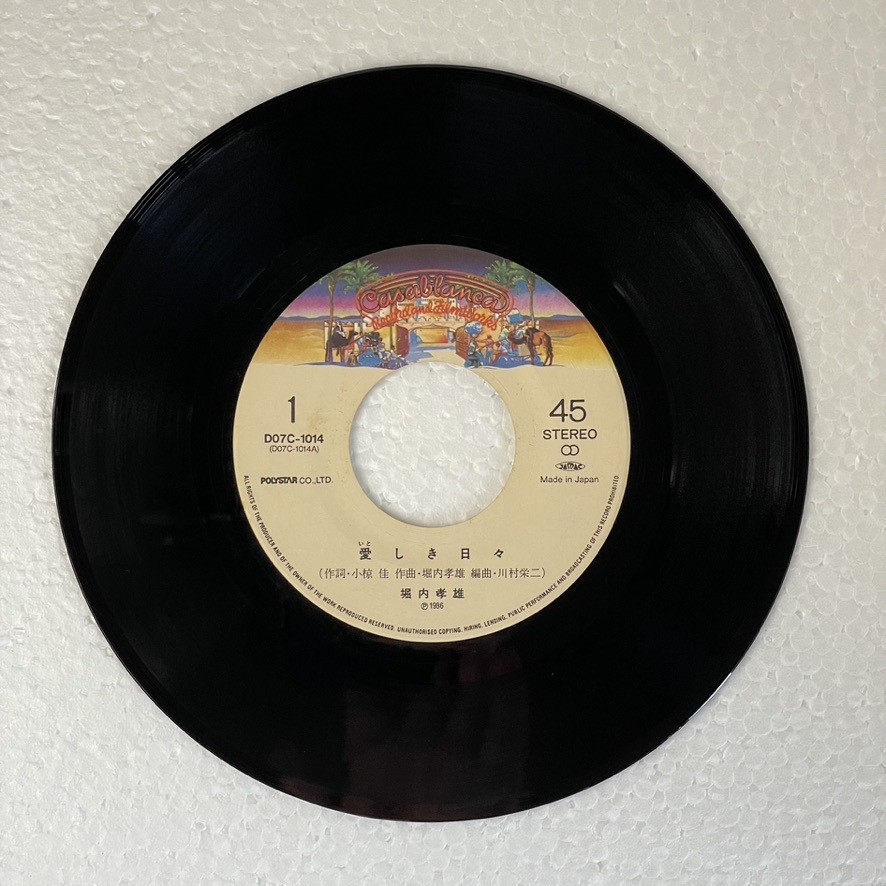 Casablanca
Record and FilmWorks
1
45
D07C-1014
(D07C-1014A)
STEREO
JASRAC
POLYSTAR CO.,LTD.
Made in Japan
いと
愛しき日々
(作詞・小椋 佳 作曲・堀内孝雄 編曲・川村栄二)
堀内孝雄
℗1986
ALL RIGHTS OF THE PRODUCER AND OF THE OWNER OF THE WORK REPRODUCED RESERVED. UNAUTHORISED COPYING, HIRING, LENDING, PUBLIC PERFORMANCE AND BROADCASTING OF THIS RECORD PROHIBITED